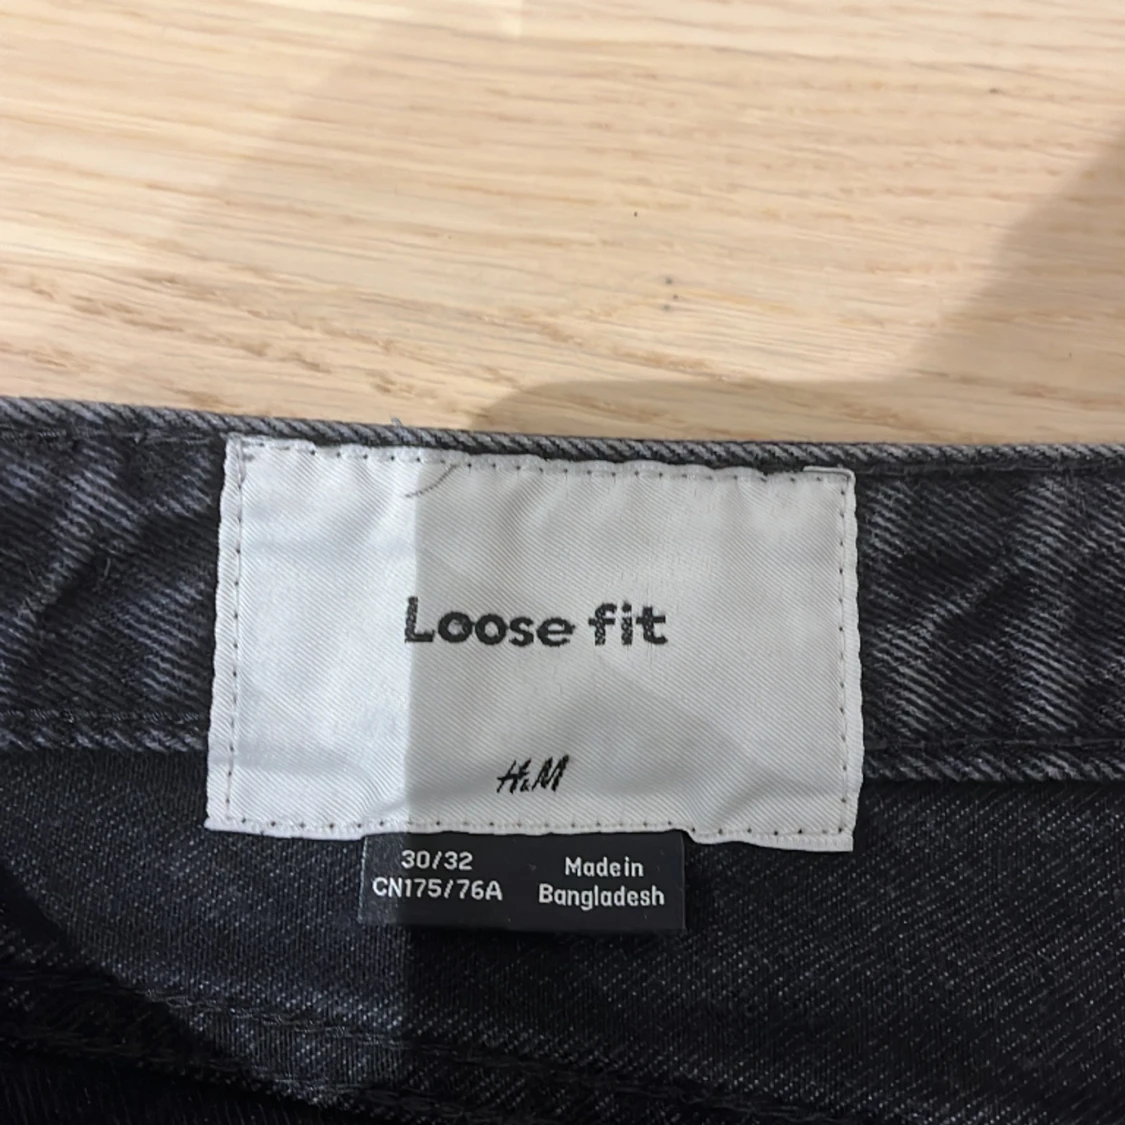 Loose fit
H&M
30/32
CN175/76A
Made in
Bangladesh